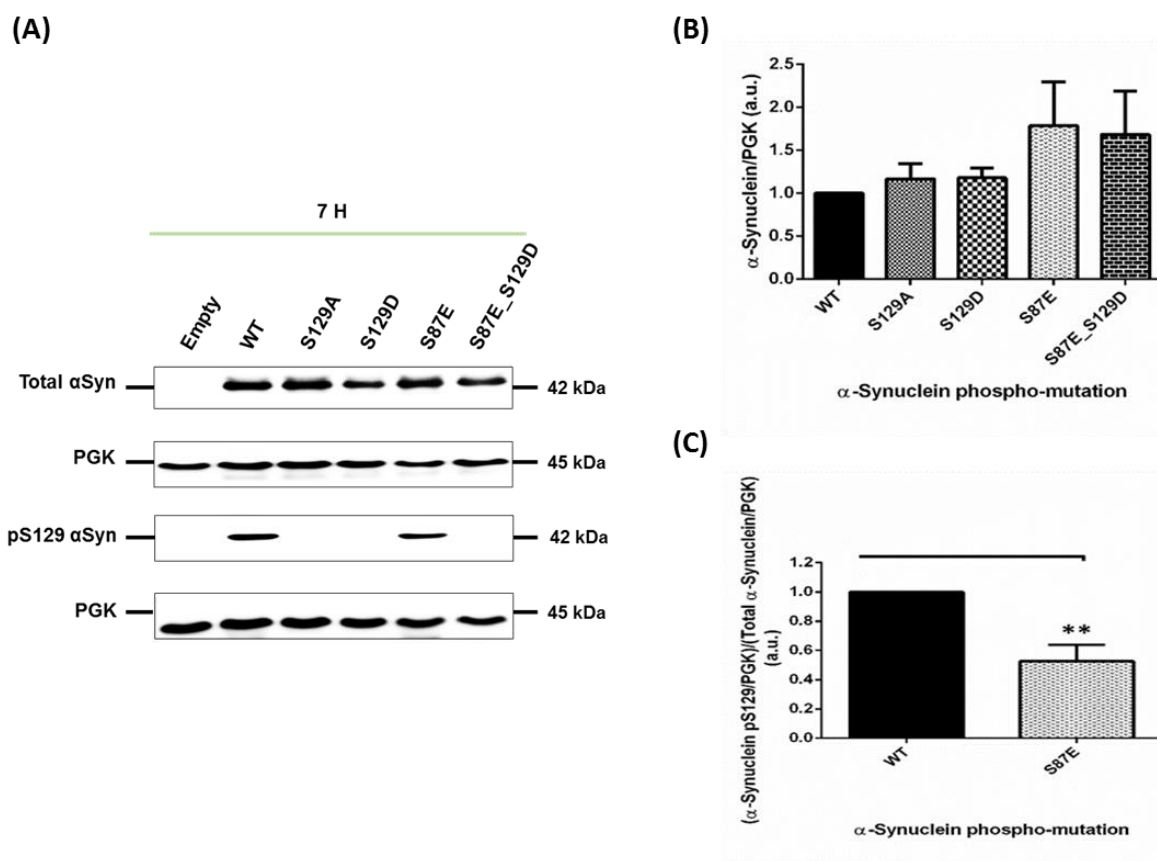 (A)
7 H
Empty
WT
S129A
S129D
S87E
S87E_S129D
Total αSyn
42 kDa
PGK
45 kDa
pS129 αSyn
42 kDa
PGK
45 kDa
(B)
α-Synuclein/PGK (a.u.)
2.5
2.0
1.5
1.0
0.5
0.0
WT
S129A
S129D
S87E
S87E_S129D
α-Synuclein phospho-mutation
(C)
(α-Synuclein pS129/PGK)/(Total α-Synuclein/PGK)
(a.u.)
1.2
1.0
0.8
0.6
0.4
0.2
0.0
**
WT
S87E
α-Synuclein phospho-mutation